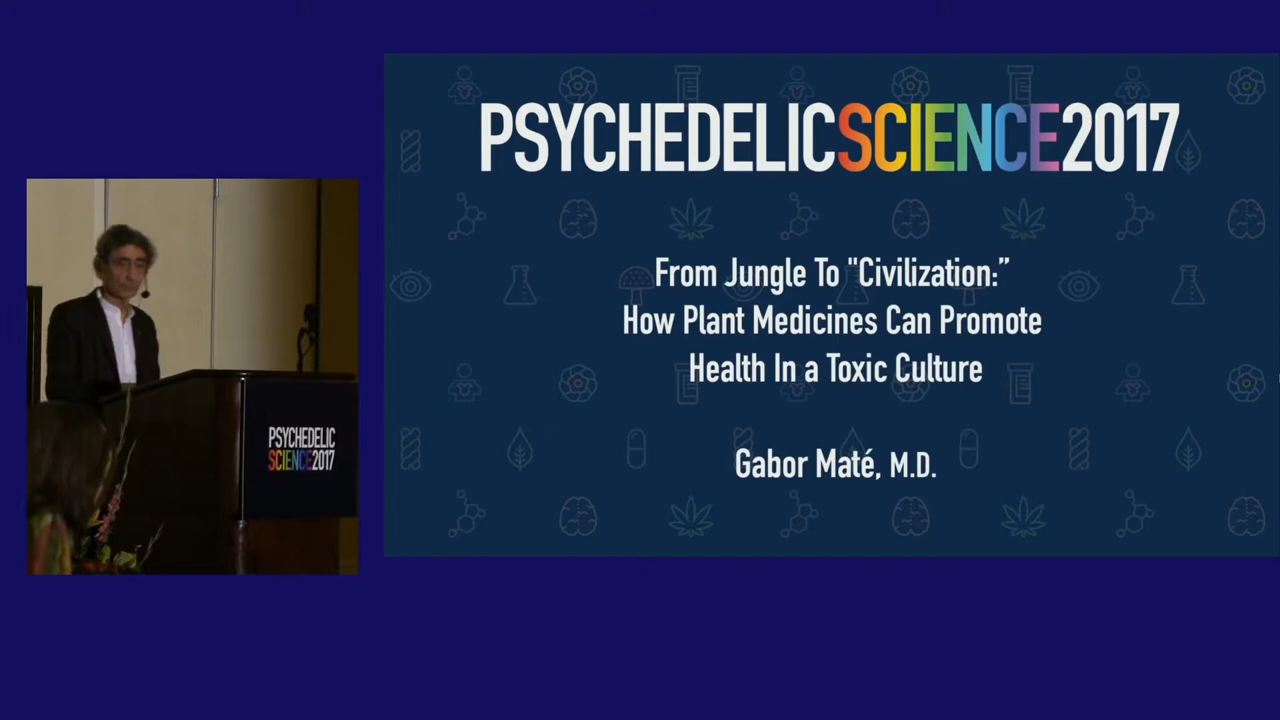 PSYCHEDELICSCIENCE2017
From Jungle To "Civilization:”
How Plant Medicines Can Promote
Health In a Toxic Culture
Gabor Maté, M.D.
PSYCHEDELIC
SCIENCE2017